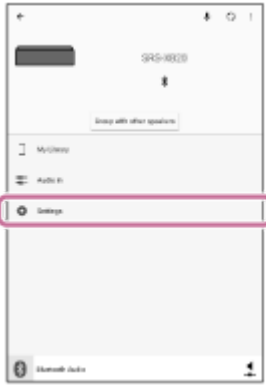 SRS-XB20
Group with other speakers
My Library
Audio In
Settings
Bluetooth Audio